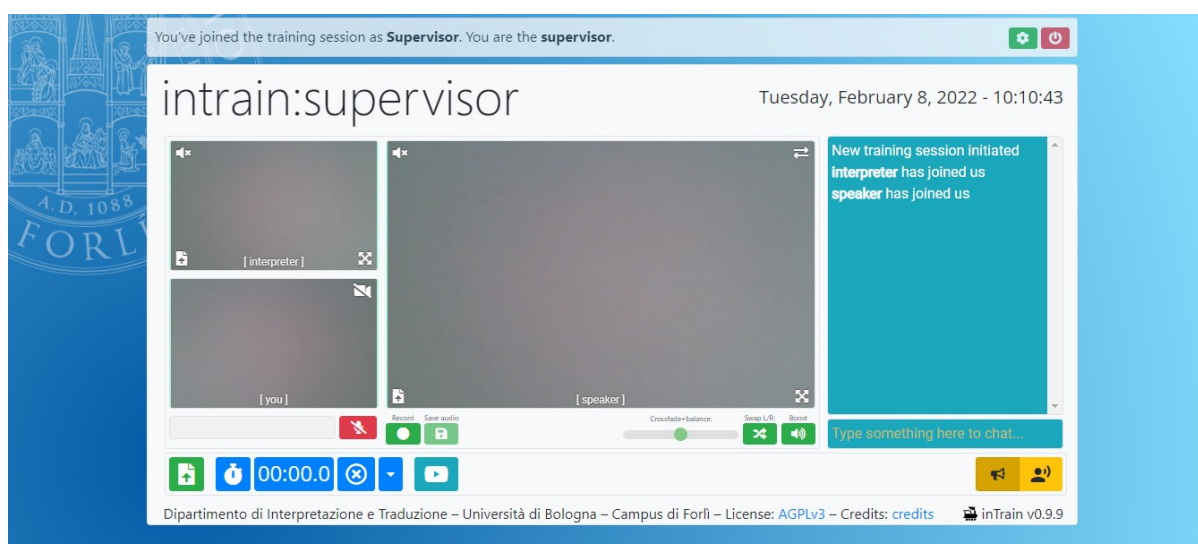 You've joined the training session as Supervisor. You are the supervisor.
intrain:supervisor
Tuesday, February 8, 2022 - 10:10:43
[ interpreter ]
[ you ]
[ speaker ]
New training session initiated
interpreter has joined us
speaker has joined us
Record
Save audio
Crossfade+balance:
Swap L/R:
Boost
Type something here to chat...
00:00.0
Dipartimento di Interpretazione e Traduzione – Università di Bologna – Campus di Forlì – License: AGPLv3 – Credits: credits
inTrain v0.9.9
A.D. 1088
FORLÌ